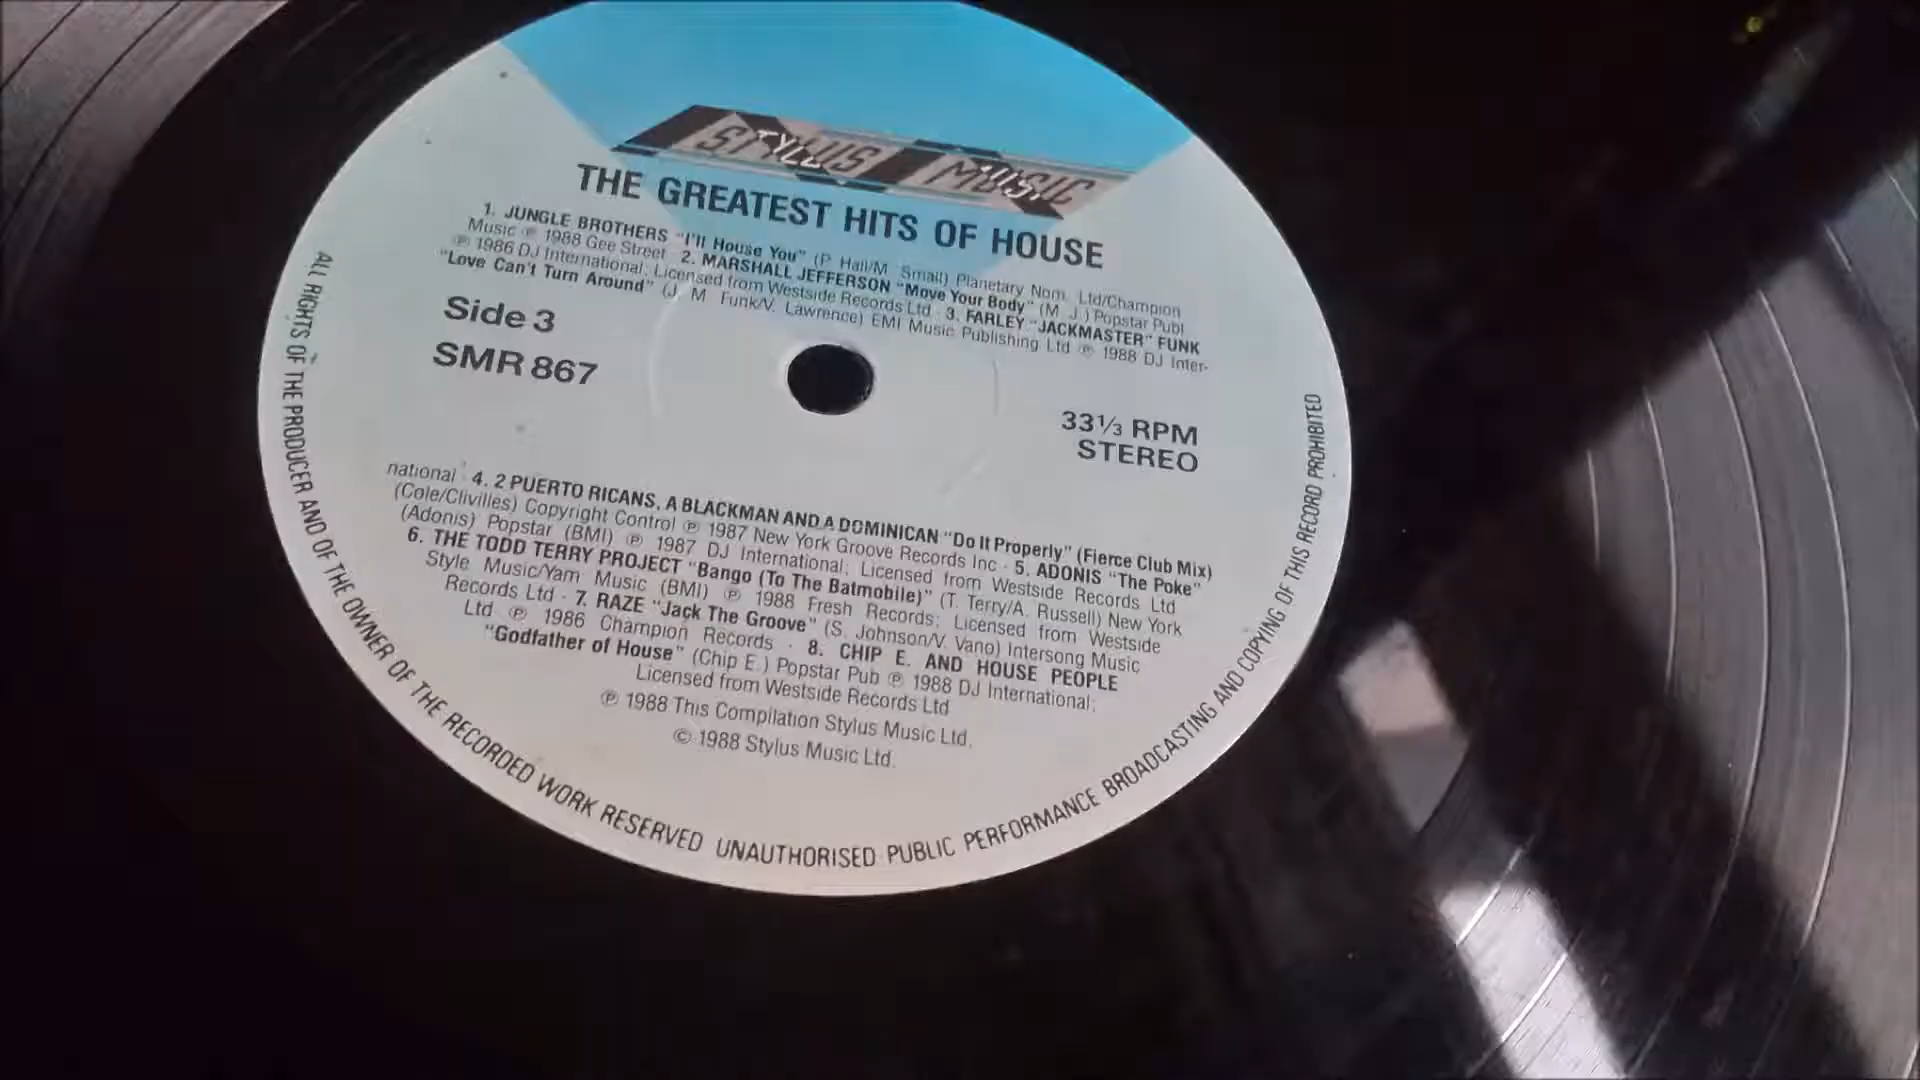 STYLUS MUSIC
THE GREATEST HITS OF HOUSE
1. JUNGLE BROTHERS "I'll House You" (P. Hall/M. Small) Planetary Nom. Ltd/Champion
Music ℗ 1988 Gee Street · 2. MARSHALL JEFFERSON "Move Your Body" (M. J.) Popstar Publ.
℗ 1986 DJ International; Licensed from Westside Records Ltd · 3. FARLEY "JACKMASTER" FUNK
"Love Can't Turn Around" (J. M. Funk/V. Lawrence) EMI Music Publishing Ltd ℗ 1988 DJ Inter-
Side 3
SMR 867
33⅓ RPM
STEREO
national · 4. 2 PUERTO RICANS, A BLACKMAN AND A DOMINICAN "Do It Properly" (Fierce Club Mix)
(Cole/Clivilles) Copyright Control ℗ 1987 New York Groove Records Inc · 5. ADONIS "The Poke"
(Adonis) Popstar (BMI) ℗ 1987 DJ International; Licensed from Westside Records Ltd
6. THE TODD TERRY PROJECT "Bango (To The Batmobile)" (T. Terry/A. Russell) New York
Style Music/Yam Music (BMI) ℗ 1988 Fresh Records; Licensed from Westside
Records Ltd · 7. RAZE "Jack The Groove" (S. Johnson/V. Vano) Intersong Music
Ltd ℗ 1986 Champion Records · 8. CHIP E. AND HOUSE PEOPLE
"Godfather of House" (Chip E.) Popstar Pub ℗ 1988 DJ International;
Licensed from Westside Records Ltd
℗ 1988 This Compilation Stylus Music Ltd.
© 1988 Stylus Music Ltd.
ALL RIGHTS OF THE PRODUCER AND OF THE OWNER OF THE RECORDED WORK RESERVED UNAUTHORISED PUBLIC PERFORMANCE BROADCASTING AND COPYING OF THIS RECORD PROHIBITED